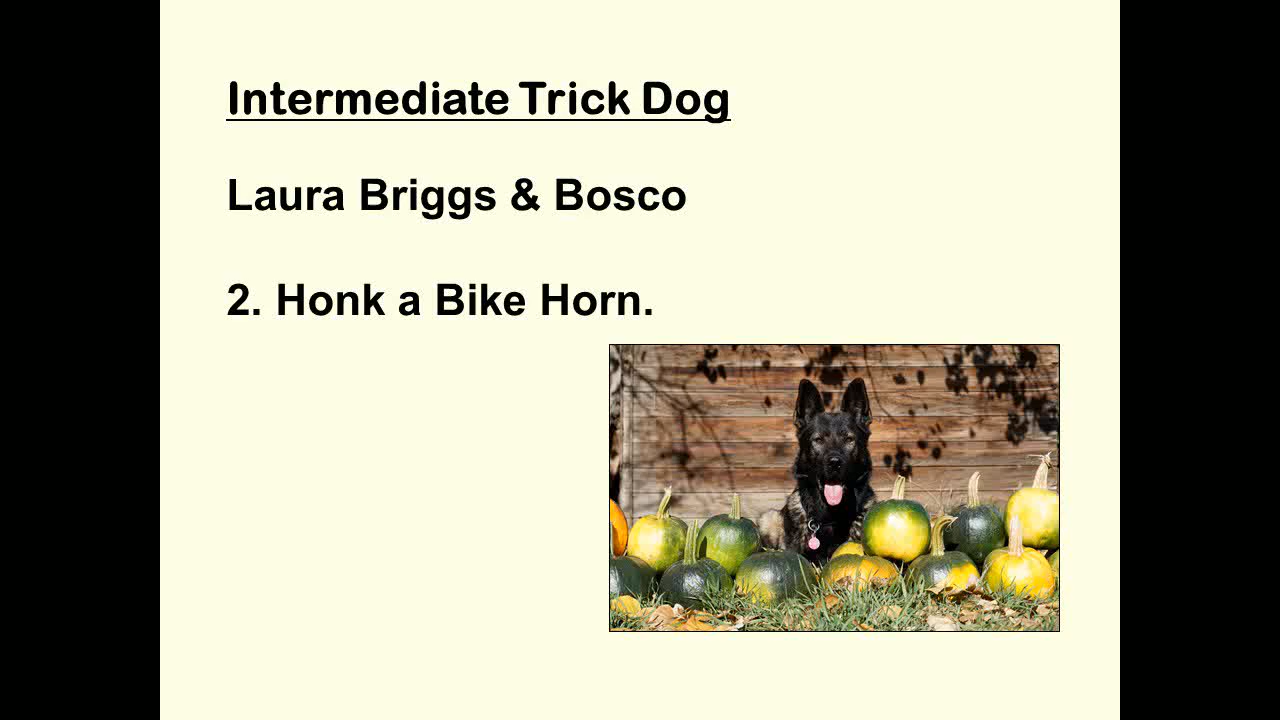 Intermediate Trick Dog
Laura Briggs & Bosco
2. Honk a Bike Horn.